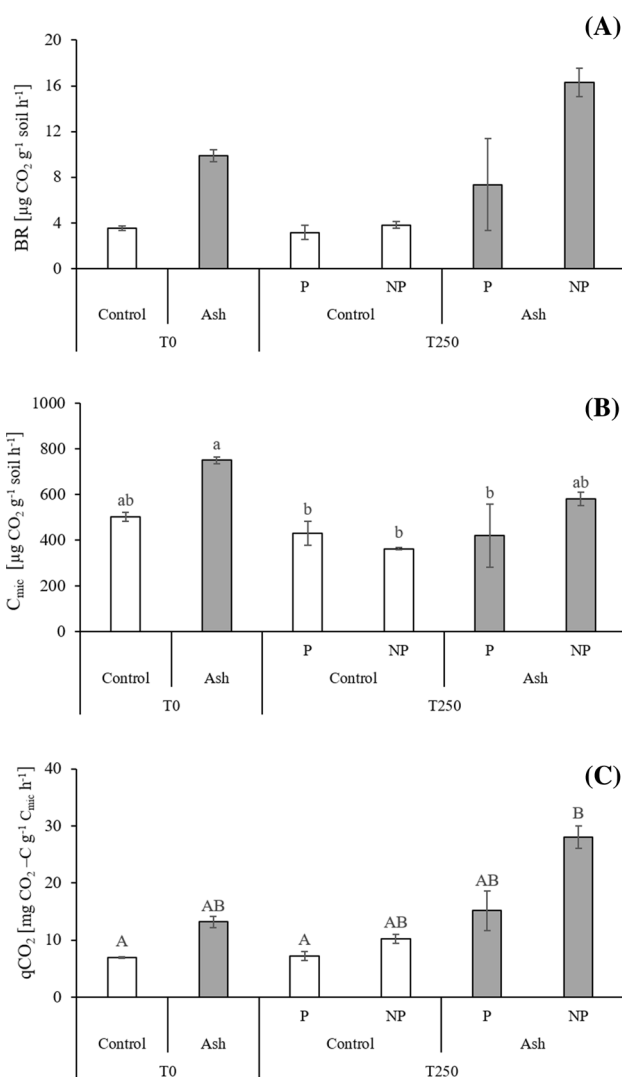 (A)
BR [µg CO₂ g⁻¹ soil h⁻¹]
20
16
12
8
4
0
P NP P NP
Control Ash Control Ash
T0 T250
(B)
Cmic [µg CO₂ g⁻¹ soil h⁻¹]
1000
800
600
400
200
0
ab a b b b ab
P NP P NP
Control Ash Control Ash
T0 T250
(C)
qCO₂ [mg CO₂ –C g⁻¹ Cmic h⁻¹]
40
30
20
10
0
A AB A AB AB B
P NP P NP
Control Ash Control Ash
T0 T250